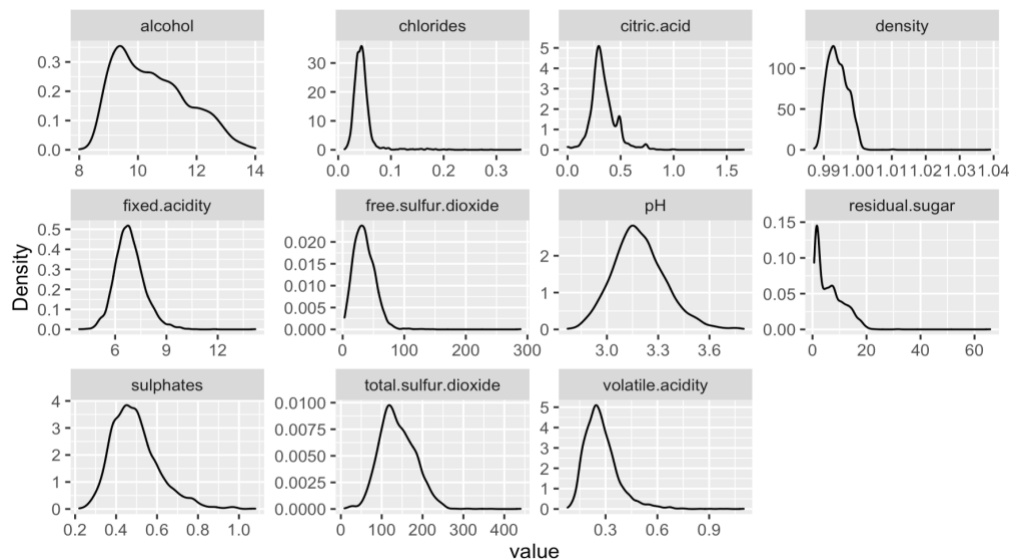 alcohol
chlorides
citric.acid
density
0.3
0.2
0.1
0.0
8 10 12 14
30
20
10
0
0.0 0.1 0.2 0.3
5
4
3
2
1
0
0.0 0.5 1.0 1.5
100
50
0
0.991.001.011.021.031.04
fixed.acidity
free.sulfur.dioxide
pH
residual.sugar
Density
0.5
0.4
0.3
0.2
0.1
0.0
6 9 12
0.020
0.015
0.010
0.005
0.000
0 100 200 300
2
1
0
3.0 3.3 3.6
0.15
0.10
0.05
0.00
0 20 40 60
sulphates
total.sulfur.dioxide
volatile.acidity
4
3
2
1
0
0.2 0.4 0.6 0.8 1.0
0.0100
0.0075
0.0050
0.0025
0.0000
0 100 200 300 400
5
4
3
2
1
0
0.3 0.6 0.9
value